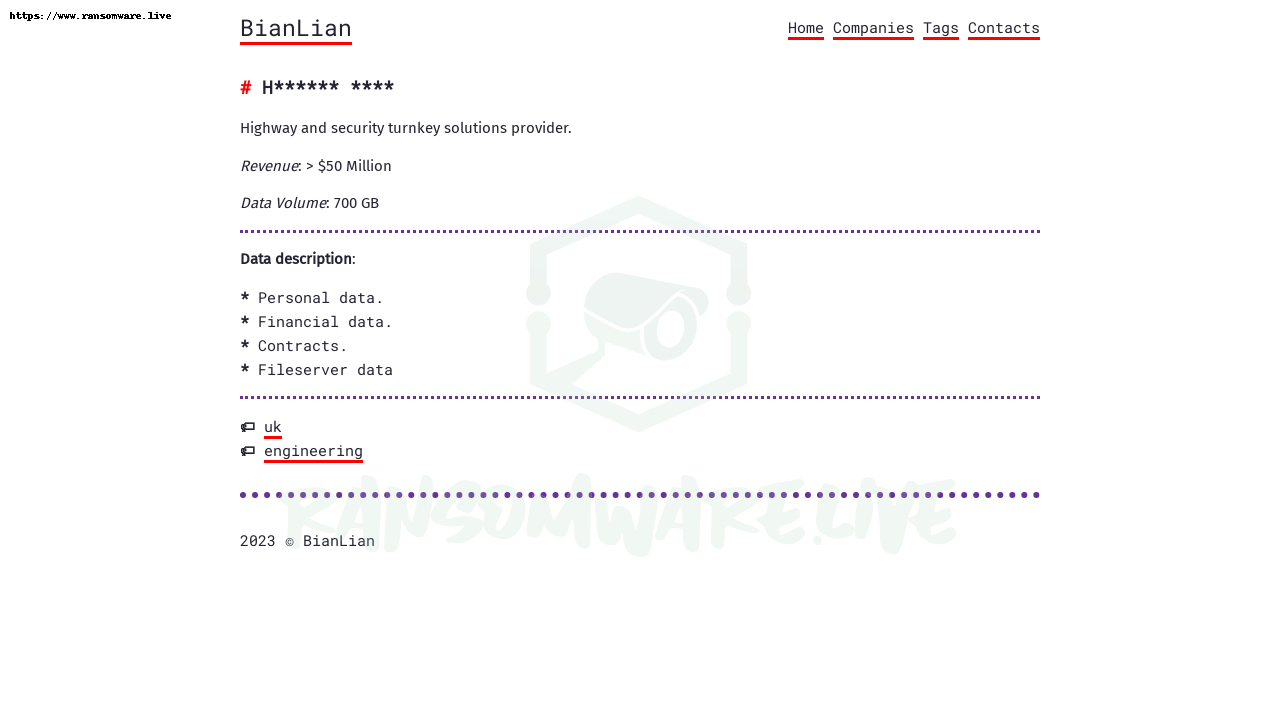 https://www.ransomware.live
BianLian
Home Companies Tags Contacts
# H****** ****
Highway and security turnkey solutions provider.
Revenue: > $50 Million
Data Volume: 700 GB
Data description:
* Personal data.
* Financial data.
* Contracts.
* Fileserver data
uk
engineering
RANSOMWARE.LIVE
2023 © BianLian